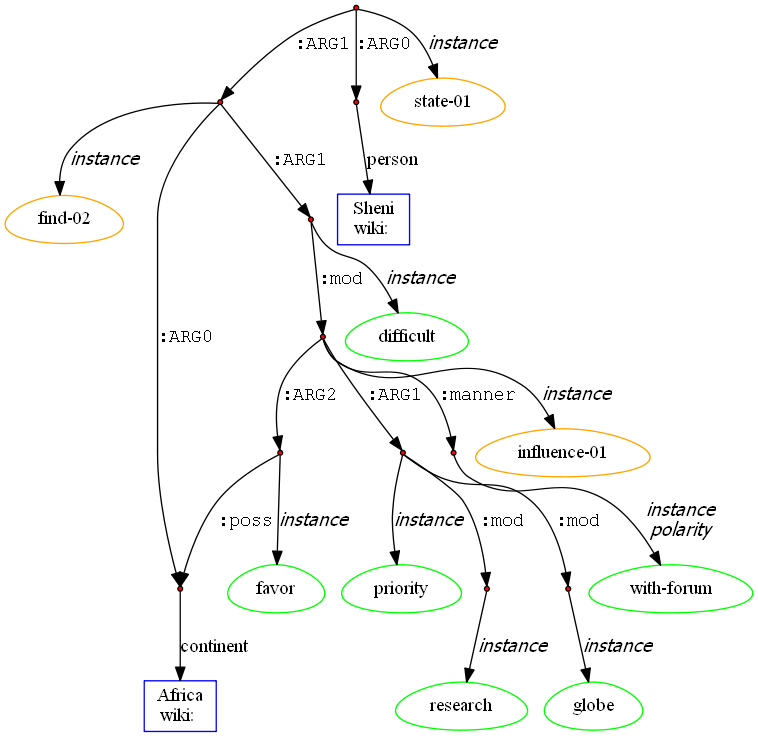 :ARG1
:ARG0
instance
state-01
instance
:ARG1
person
find-02
Sheni
wiki:
:mod
instance
:ARG0
difficult
:ARG2
:ARG1
:manner
instance
influence-01
:poss
instance
instance
:mod
:mod
instance
polarity
favor
priority
with-forum
continent
instance
instance
Africa
wiki:
research
globe